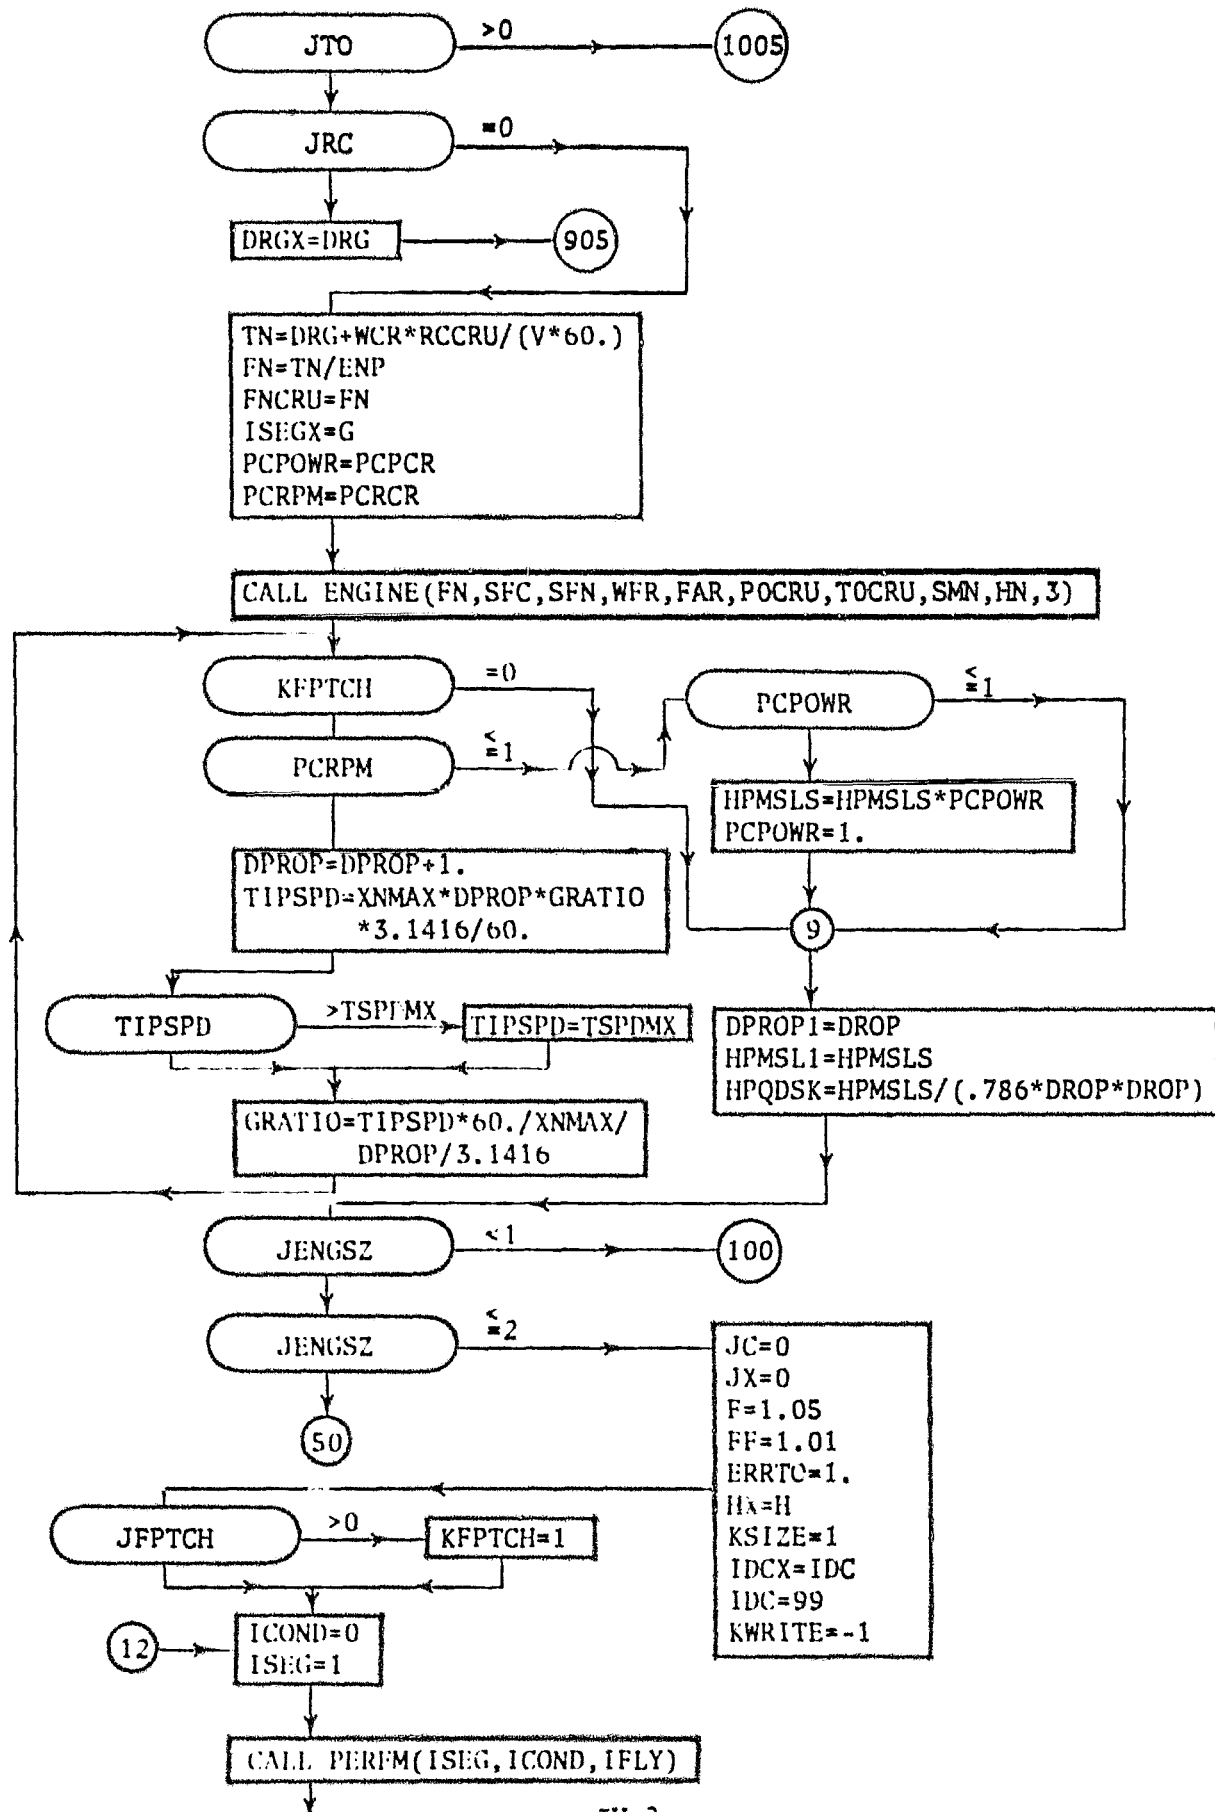 JTO
>0
1005
JRC
=0
DRGX=DRG
905
TN=DRG+WCR*RCCRU/(V*60.)
FN=TN/ENP
FNCRU=FN
ISEGX=G
PCPOWR=PCPCR
PCRPM=PCRCR
CALL ENGINE(FN,SFC,SFN,WFR,FAR,POCRU,TOCRU,SMN,HN,3)
KFPTCH
=0
PCPOWR
≤1
PCRPM
≤1
HPMSLS=HPMSLS*PCPOWR
PCPOWR=1.
DPROP=DPROP+1.
TIPSPD=XNMAX*DPROP*GRATIO
*3.1416/60.
9
TIPSPD
>TSPDMX
TIPSPD=TSPDMX
DPROP1=DROP
HPMSL1=HPMSLS
HPQDSK=HPMSLS/(.786*DROP*DROP)
GRATIO=TIPSPD*60./XNMAX/
DPROP/3.1416
JENGSZ
<1
100
JENGSZ
≤2
50
JC=0
JX=0
F=1.05
FF=1.01
ERRTO=1.
HX=H
KSIZE=1
IDCX=IDC
IDC=99
KWRITE=-1
JFPTCH
>0
KFPTCH=1
12
ICOND=0
ISEG=1
CALL PERFM(ISEG,ICOND,IFLY)